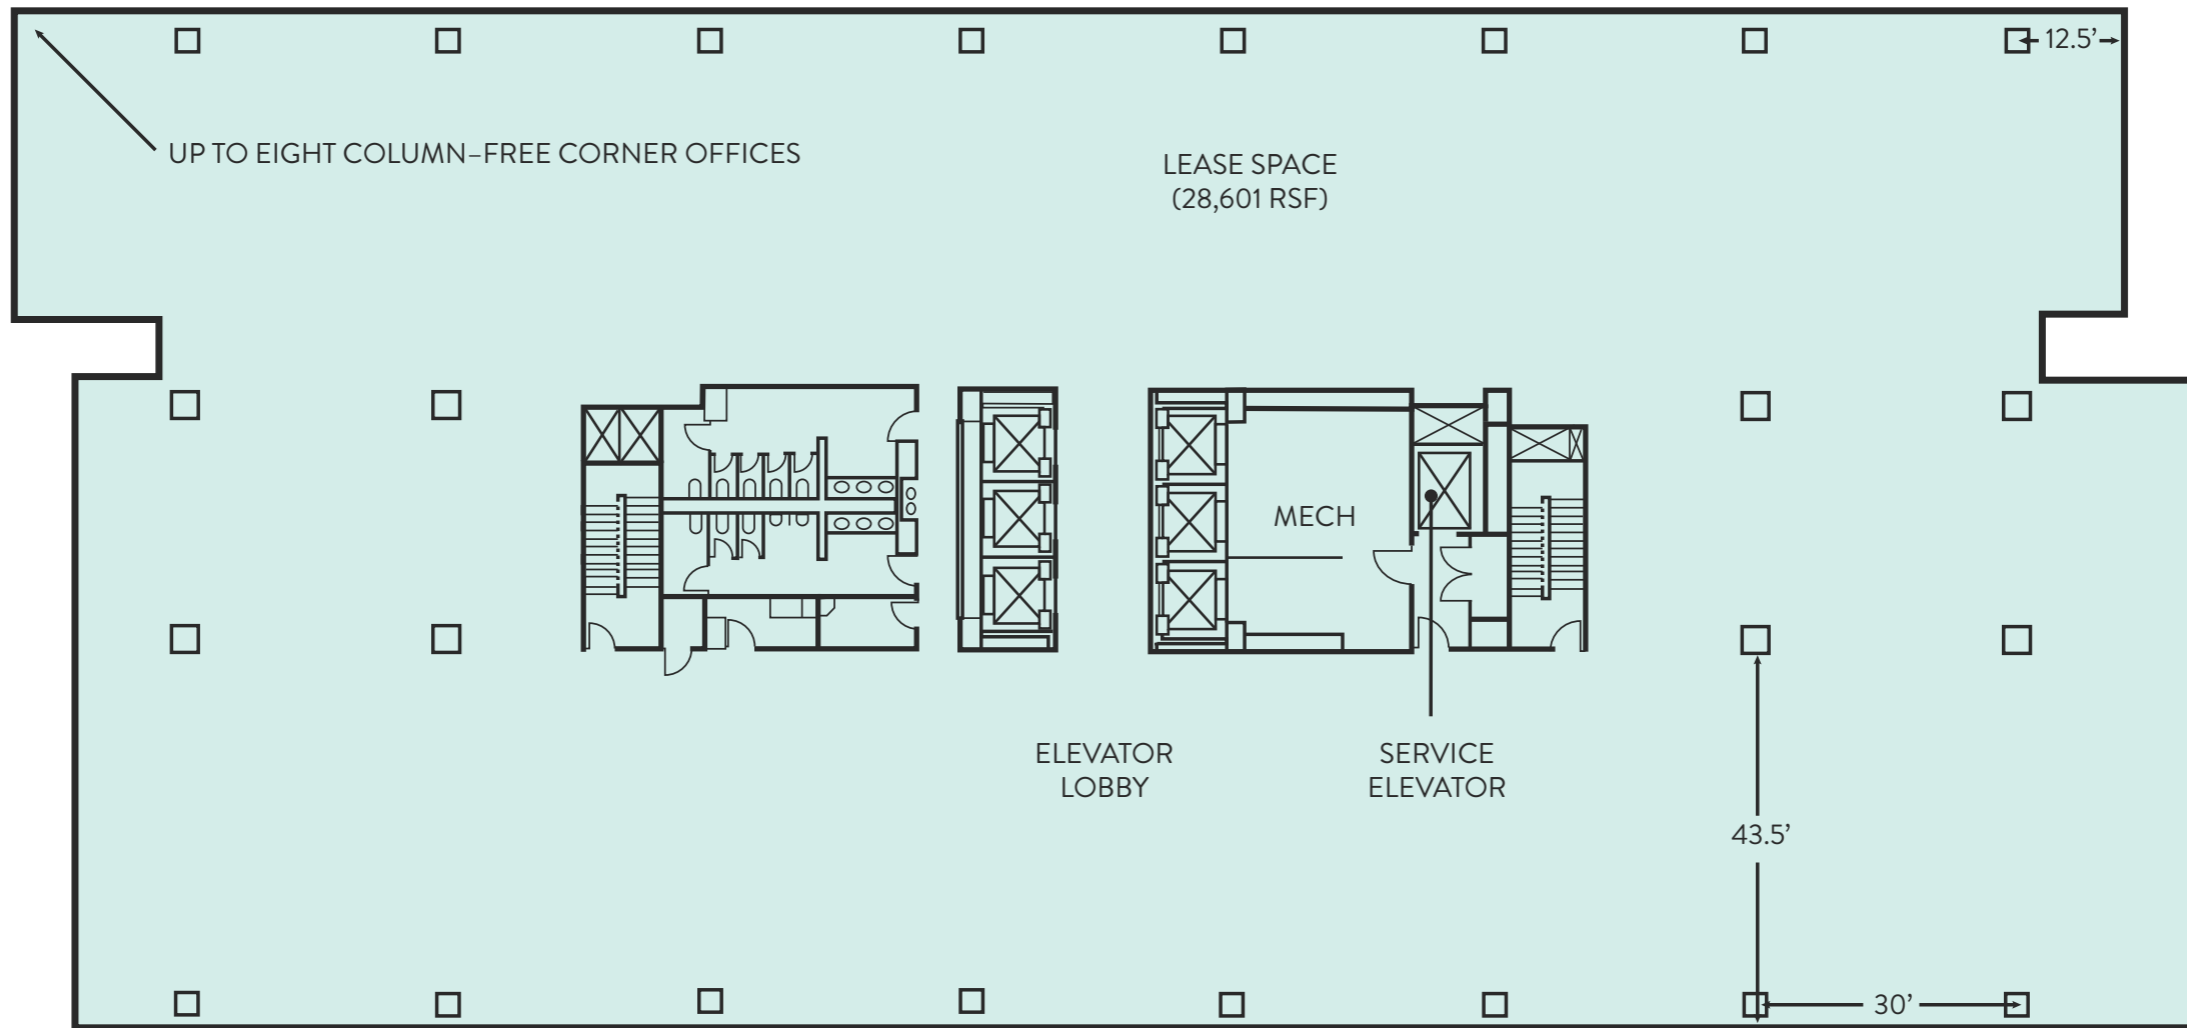 12.5’
UP TO EIGHT COLUMN–FREE CORNER OFFICES
LEASE SPACE
(28,601 RSF)
MECH
ELEVATOR
LOBBY
SERVICE
ELEVATOR
43.5’
30’